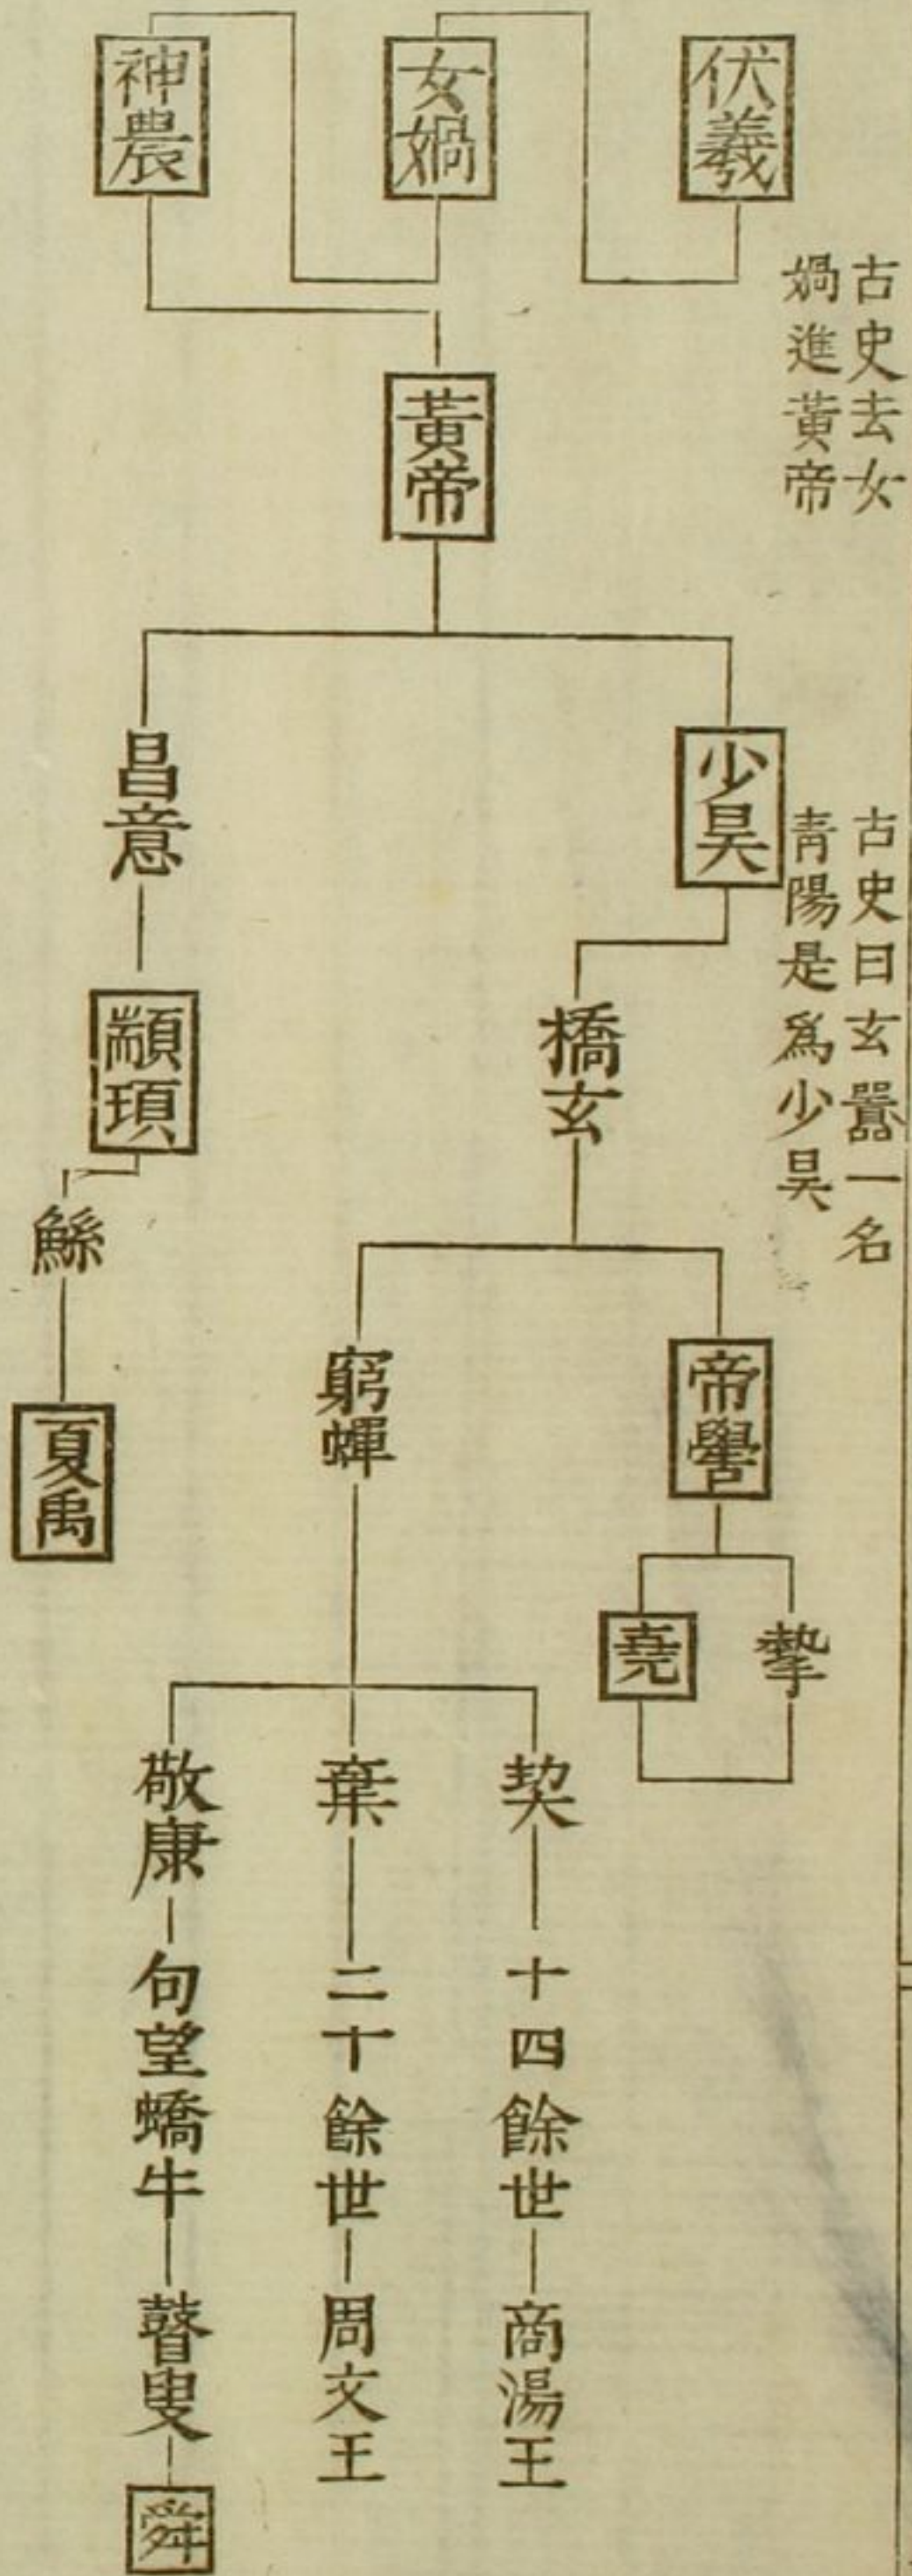 伏羲
古史去女
媧進黃帝
女媧
神農
黃帝
少昊
古史曰玄囂一名
青陽是爲少昊
昌意
顓頊
鯀
夏禹
橋玄
帝嚳
摯
堯
窮蟬
契
十四餘世
商湯王
棄
二十餘世
周文王
敬康
句望蟜牛
瞽叟
舜